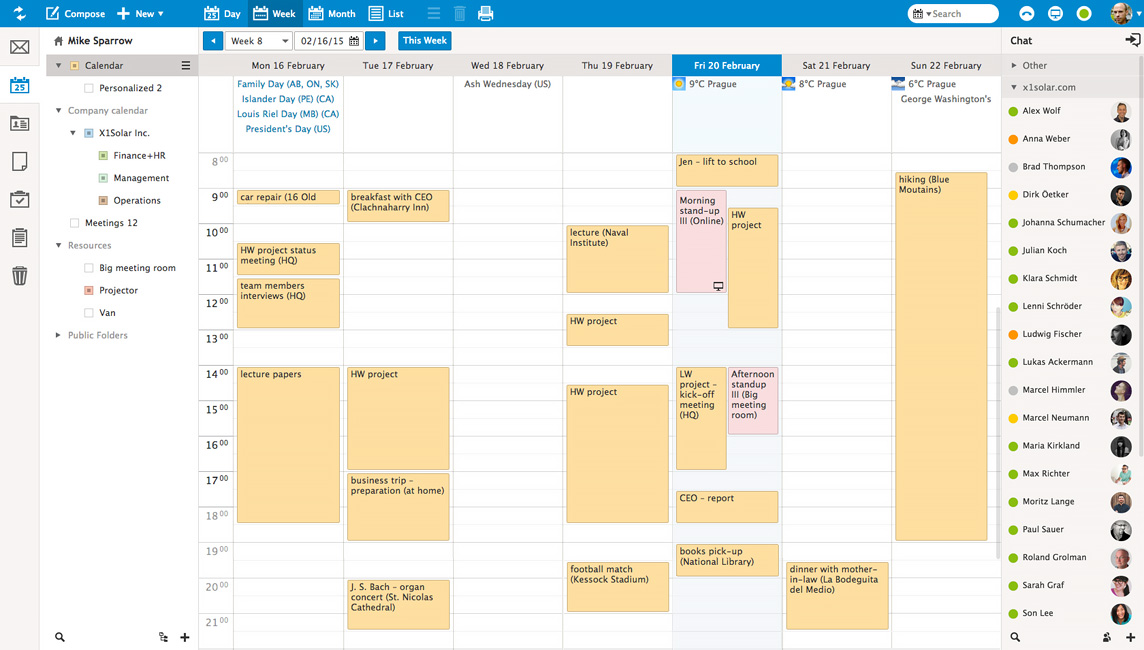 Compose
New
25 Day
Week
Month
List
Search
25
Mike Sparrow
Calendar
Personalized 2
Company calendar
X1Solar Inc.
Finance+HR
Management
Operations
Meetings 12
Resources
Big meeting room
Projector
Van
Public Folders
Week 8
02/16/15
This Week
Mon 16 February
Tue 17 February
Wed 18 February
Thu 19 February
Fri 20 February
Sat 21 February
Sun 22 February
Family Day (AB, ON, SK)
Islander Day (PE) (CA)
Louis Riel Day (MB) (CA)
President's Day (US)
Ash Wednesday (US)
9°C Prague
8°C Prague
6°C Prague
George Washington's
8 00
9 00
10 00
11 00
12 00
13 00
14 00
15 00
16 00
17 00
18 00
19 00
20 00
21 00
car repair (16 Old
HW project status
meeting (HQ)
team members
interviews (HQ)
lecture papers
breakfast with CEO
(Clachnaharry Inn)
HW project
business trip -
preparation (at home)
J. S. Bach - organ
concert (St. Nicolas
Cathedral)
lecture (Naval
Institute)
HW project
HW project
football match
(Kessock Stadium)
Jen - lift to school
Morning
stand-up
III (Online)
HW
project
LW
project -
kick-off
meeting
(HQ)
Afternoon
standup
III (Big
meeting
room)
CEO - report
books pick-up
(National Library)
dinner with mother-
in-law (La Bodeguita
del Medio)
hiking (Blue
Moutains)
Chat
Other
x1solar.com
Alex Wolf
Anna Weber
Brad Thompson
Dirk Öetker
Johanna Schumacher
Julian Koch
Klara Schmidt
Lenni Schröder
Ludwig Fischer
Lukas Ackermann
Marcel Himmler
Marcel Neumann
Maria Kirkland
Max Richter
Moritz Lange
Paul Sauer
Roland Grolman
Sarah Graf
Son Lee